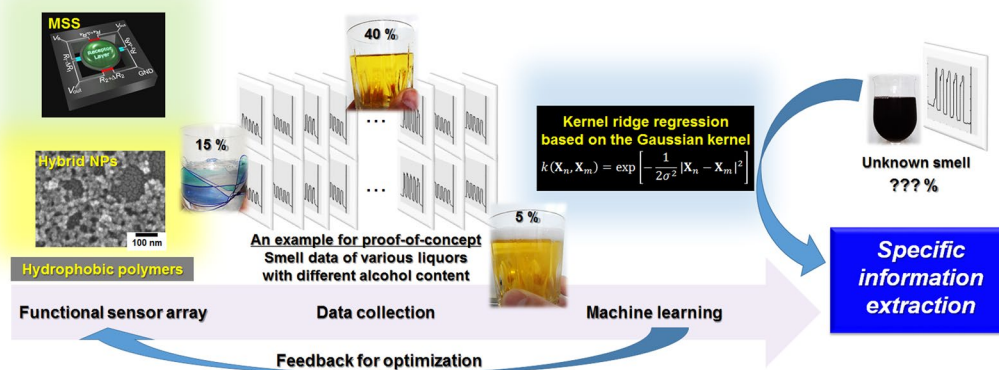 MSS
Receptor
Layer
GND
R₂+ΔR₂
Hybrid NPs
100 nm
Hydrophobic polymers
40 %
15 %
5 %
...
...
An example for proof-of-concept
Smell data of various liquors
with different alcohol content
Kernel ridge regression
based on the Gaussian kernel
k(Xₙ,Xₘ) = exp[−1/2σ² |Xₙ − Xₘ|²]
Unknown smell
??? %
Specific
information
extraction
Functional sensor array
Data collection
Machine learning
Feedback for optimization